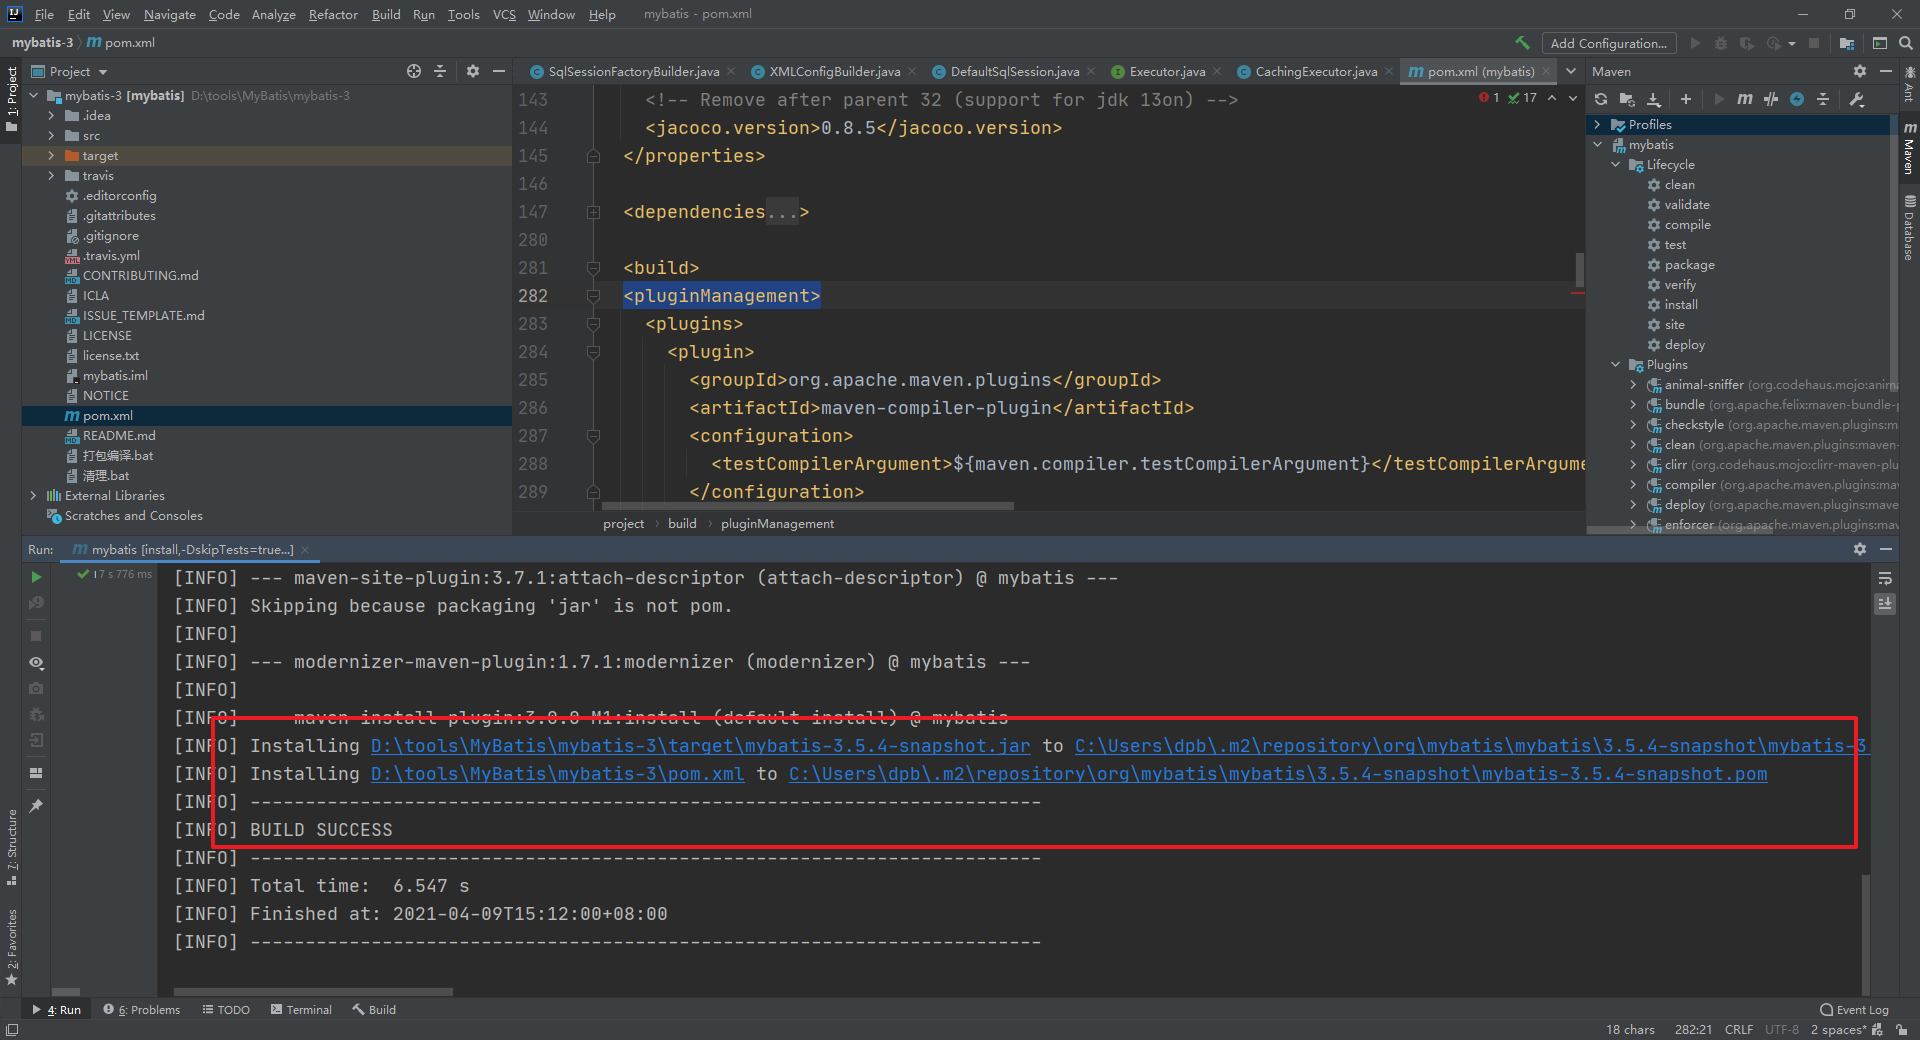 File Edit View Navigate Code Analyze Refactor Build Run Tools VCS Window Help mybatis - pom.xml
mybatis-3 pom.xml
Add Configuration...
Project
SqlSessionFactoryBuilder.java
XMLConfigBuilder.java
DefaultSqlSession.java
Executor.java
CachingExecutor.java
pom.xml (mybatis)
Maven
1: Project
mybatis-3 [mybatis] D:\tools\MyBatis\mybatis-3
.idea
src
target
travis
.editorconfig
.gitattributes
.gitignore
.travis.yml
CONTRIBUTING.md
ICLA
ISSUE_TEMPLATE.md
LICENSE
license.txt
mybatis.iml
NOTICE
pom.xml
README.md
打包编译.bat
清理.bat
External Libraries
Scratches and Consoles
1 17
143 <!-- Remove after parent 32 (support for jdk 13on) -->
144 <jacoco.version>0.8.5</jacoco.version>
145 </properties>
146
147 <dependencies...>
280
281 <build>
282 <pluginManagement>
283 <plugins>
284 <plugin>
285 <groupId>org.apache.maven.plugins</groupId>
286 <artifactId>maven-compiler-plugin</artifactId>
287 <configuration>
288 <testCompilerArgument>${maven.compiler.testCompilerArgument}</testCompilerArgume
289 </configuration>
project build pluginManagement
Profiles
mybatis
Lifecycle
clean
validate
compile
test
package
verify
install
site
deploy
Plugins
animal-sniffer (org.codehaus.mojo:anima
bundle (org.apache.felix:maven-bundle-p
checkstyle (org.apache.maven.plugins:m
clean (org.apache.maven.plugins:maven-
clirr (org.codehaus.mojo:clirr-maven-plu
compiler (org.apache.maven.plugins:mav
deploy (org.apache.maven.plugins:mave
enforcer (org.apache.maven.plugins:mav
Ant
Maven
Database
Run: mybatis [install,-DskipTests=true...]
17 s 776 ms
[INFO] --- maven-site-plugin:3.7.1:attach-descriptor (attach-descriptor) @ mybatis ---
[INFO] Skipping because packaging 'jar' is not pom.
[INFO]
[INFO] --- modernizer-maven-plugin:1.7.1:modernizer (modernizer) @ mybatis ---
[INFO]
[INFO] --- maven-install-plugin:3.0.0-M1:install (default-install) @ mybatis ---
[INFO] Installing D:\tools\MyBatis\mybatis-3\target\mybatis-3.5.4-snapshot.jar to C:\Users\dpb\.m2\repository\org\mybatis\mybatis\3.5.4-snapshot\mybatis-3.
[INFO] Installing D:\tools\MyBatis\mybatis-3\pom.xml to C:\Users\dpb\.m2\repository\org\mybatis\mybatis\3.5.4-snapshot\mybatis-3.5.4-snapshot.pom
[INFO] ------------------------------------------------------------------------
[INFO] BUILD SUCCESS
[INFO] ------------------------------------------------------------------------
[INFO] Total time:  6.547 s
[INFO] Finished at: 2021-04-09T15:12:00+08:00
[INFO] ------------------------------------------------------------------------
7: Structure
2: Favorites
4: Run 6: Problems TODO Terminal Build Event Log
18 chars 282:21 CRLF UTF-8 2 spaces*